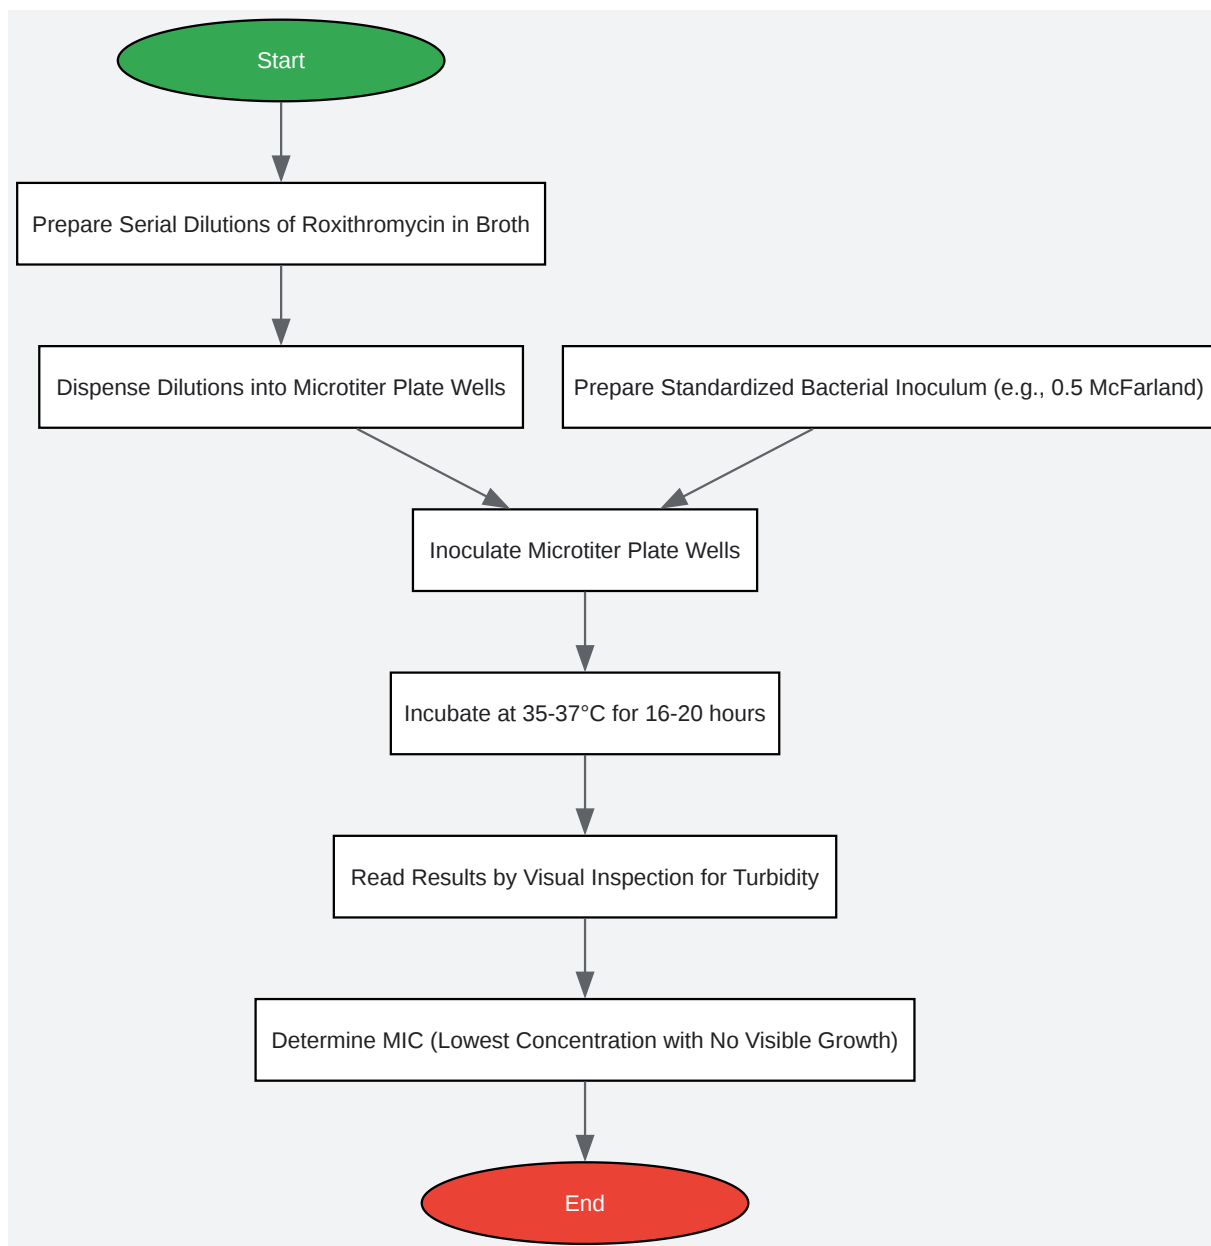 Start
Prepare Serial Dilutions of Roxithromycin in Broth
Dispense Dilutions into Microtiter Plate Wells
Prepare Standardized Bacterial Inoculum (e.g., 0.5 McFarland)
Inoculate Microtiter Plate Wells
Incubate at 35-37°C for 16-20 hours
Read Results by Visual Inspection for Turbidity
Determine MIC (Lowest Concentration with No Visible Growth)
End